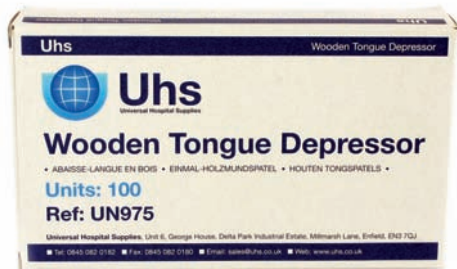 Uhs Wooden Tongue Depressor
Uhs
Universal Hospital Supplies
Wooden Tongue Depressor
• ABAISSE-LANGUE EN BOIS • EINMAL-HOLZMUNDSPATEL • HOUTEN TONGSPATELS •
Units: 100
Ref: UN975
Universal Hospital Supplies, Unit 6, George House, Delta Park Industrial Estate, Millmarsh Lane, Enfield, EN3 7QJ
■ Tel: 0845 082 0182 ■ Fax: 0845 082 0180 ■ Email: sales@uhs.co.uk ■ Web: www.uhs.co.uk